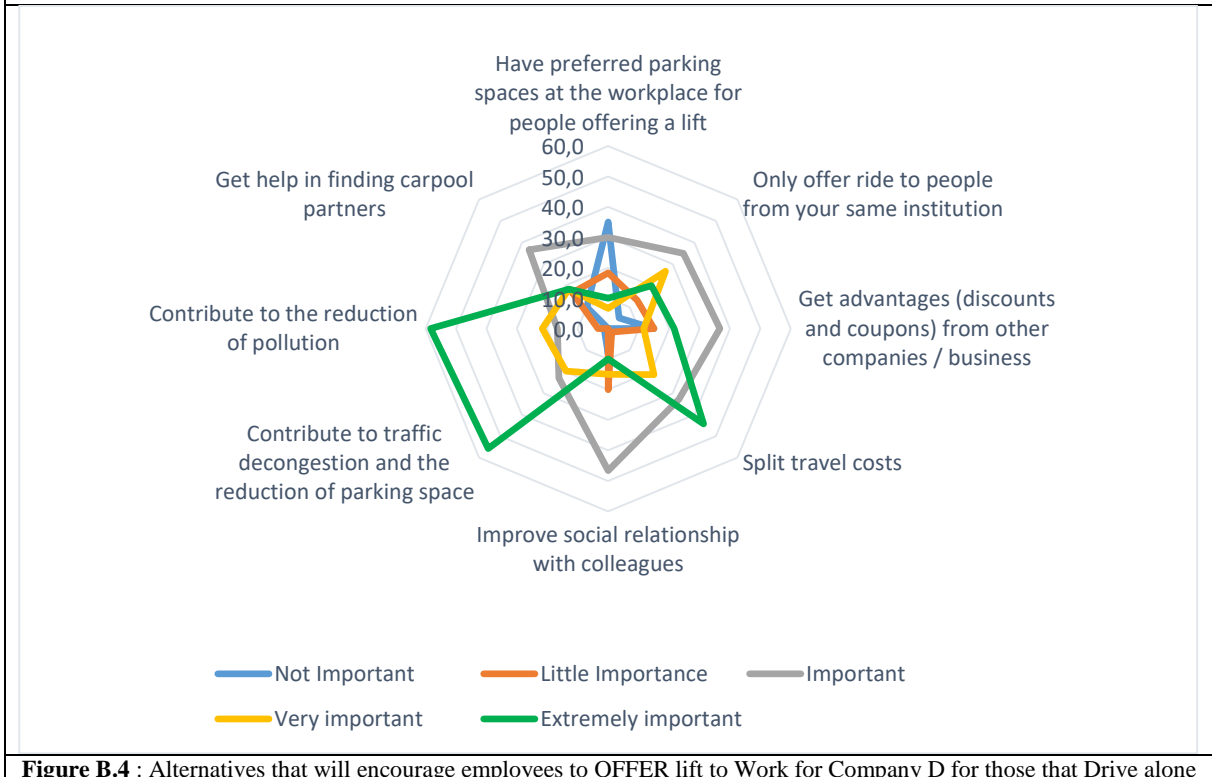 Have preferred parking
spaces at the workplace for
people offering a lift
60,0
50,0
40,0
30,0
20,0
10,0
0,0
Only offer ride to people
from your same institution
Get advantages (discounts
and coupons) from other
companies / business
Split travel costs
Improve social relationship
with colleagues
Contribute to traffic
decongestion and the
reduction of parking space
Contribute to the reduction
of pollution
Get help in finding carpool
partners
Not Important
Little Importance
Important
Very important
Extremely important
Figure B.4 : Alternatives that will encourage employees to OFFER lift to Work for Company D for those that Drive alone